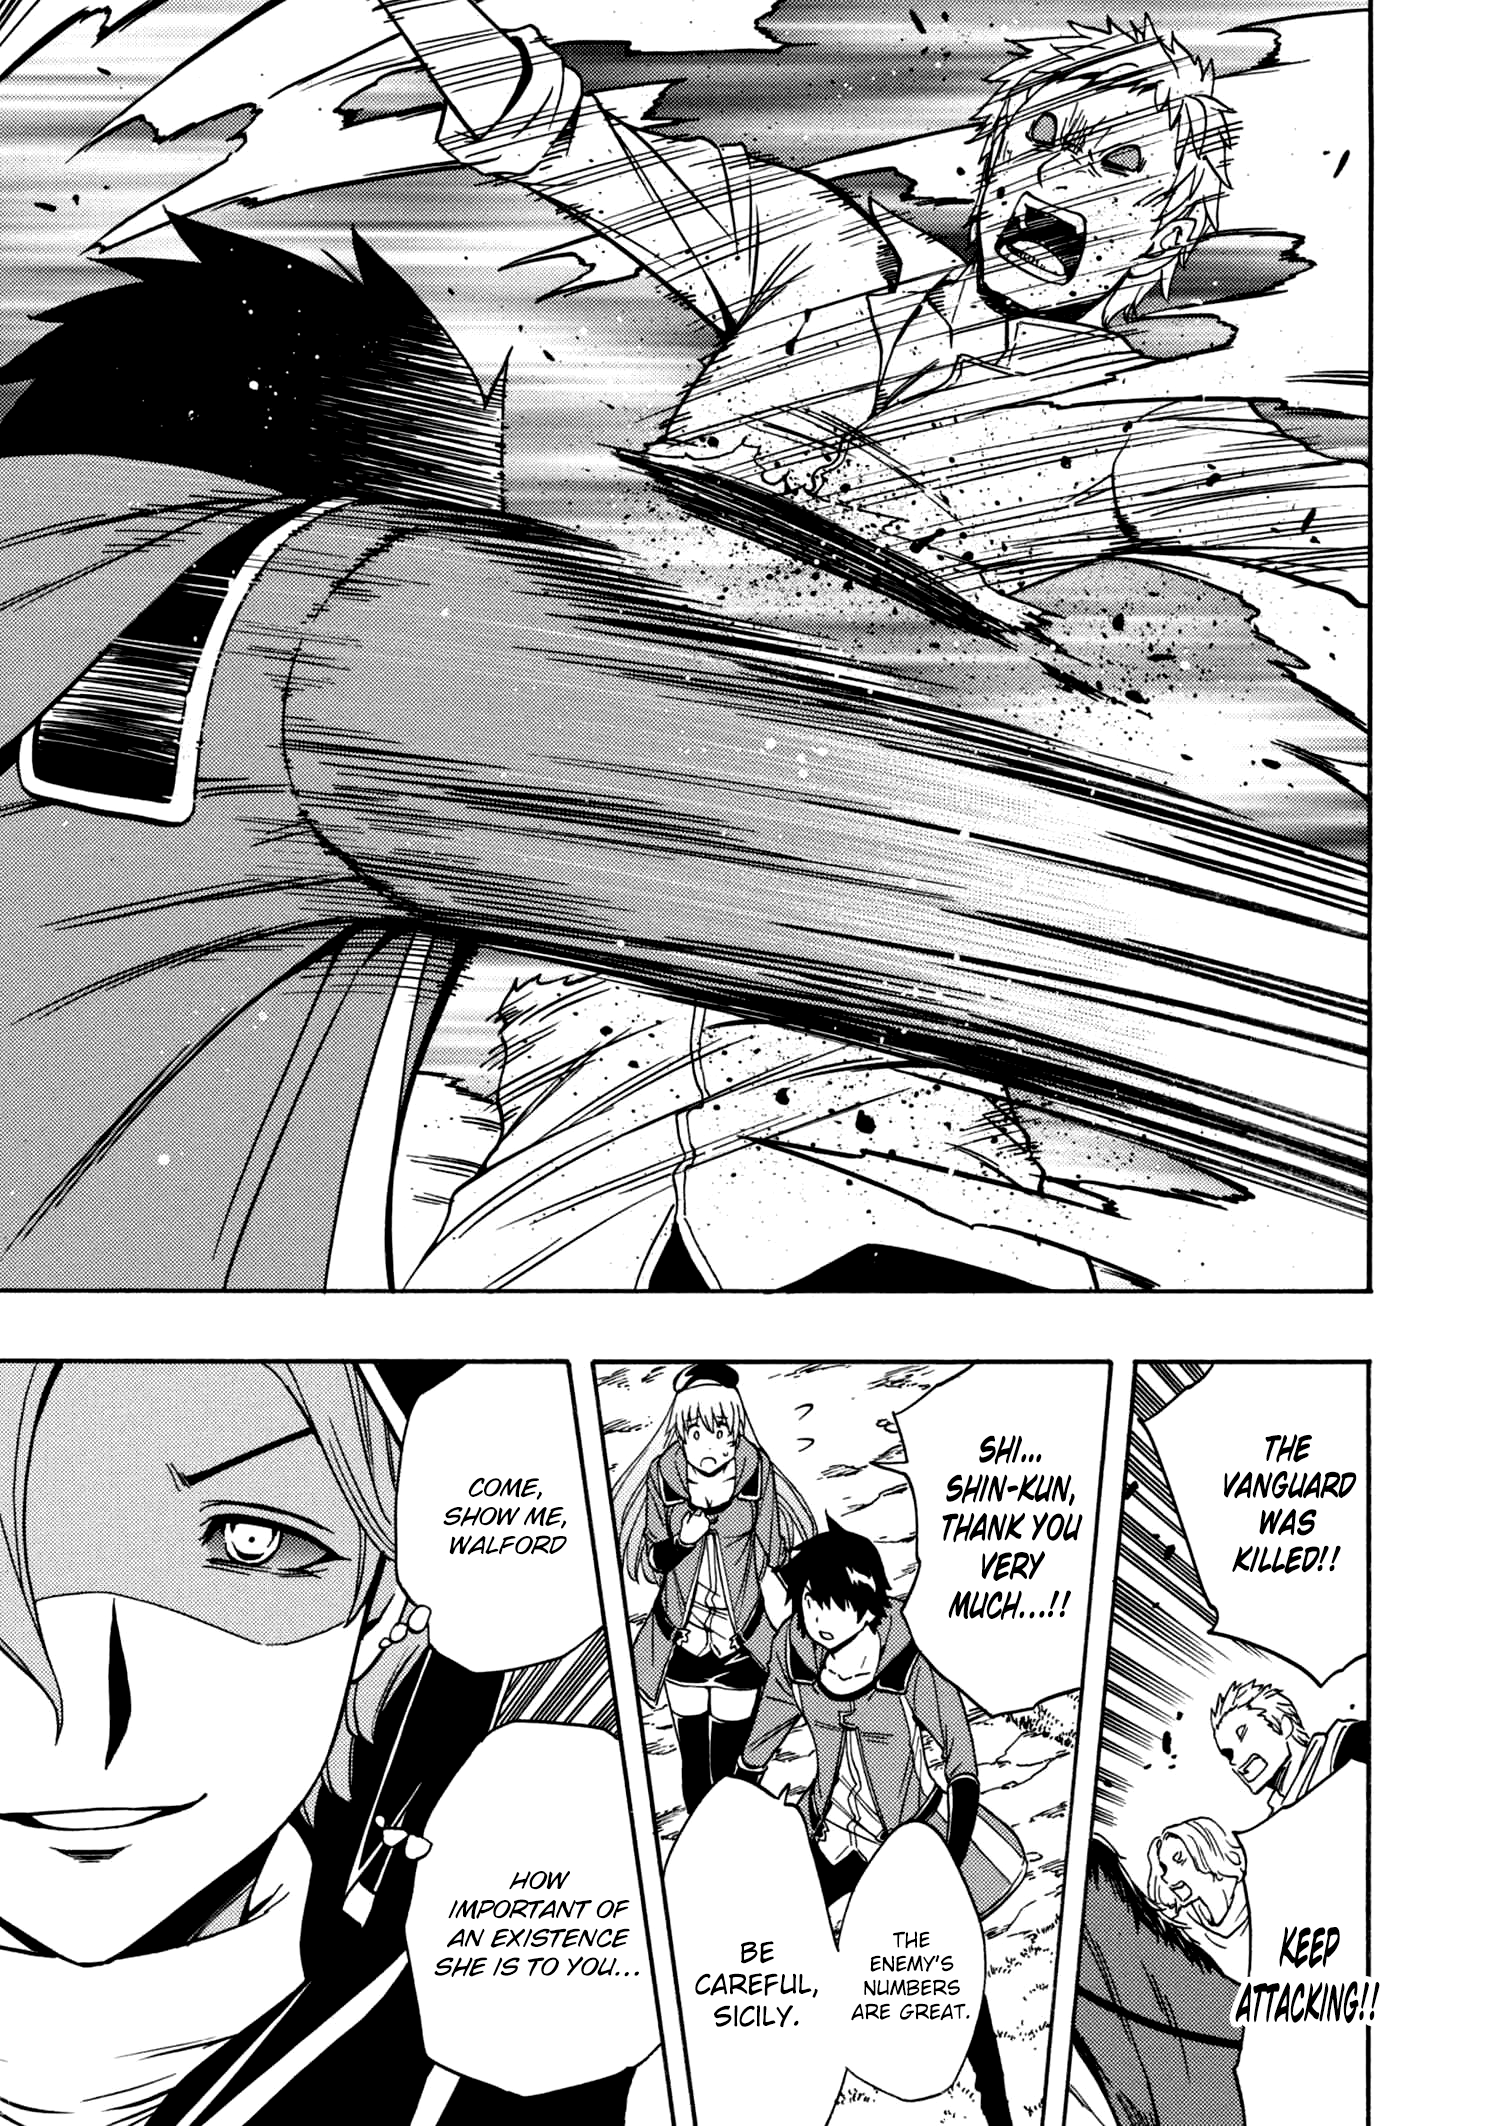 THE
VANGUARD
WAS
KILLED!!
KEEP
ATTACKING!!
SHI...
SHIN-KUN,
THANK YOU
VERY
MUCH...!!
THE
ENEMY'S
NUMBERS
ARE GREAT.
BE
CAREFUL,
SICILY.
COME,
SHOW ME,
WALFORD
HOW
IMPORTANT OF
AN EXISTENCE
SHE IS TO YOU...